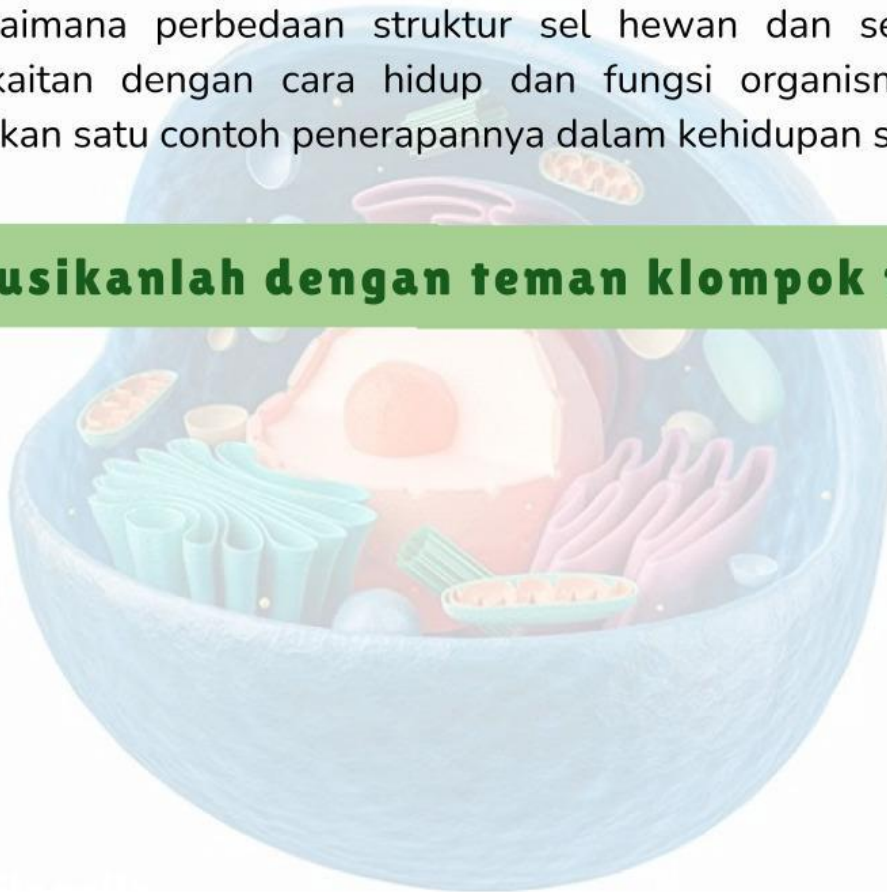 aimana perbedaan struktur sel hewan dan se
kaitan dengan cara hidup dan fungsi organism
kan satu contoh penerapannya dalam kehidupan s
usikanlah dengan teman klompok